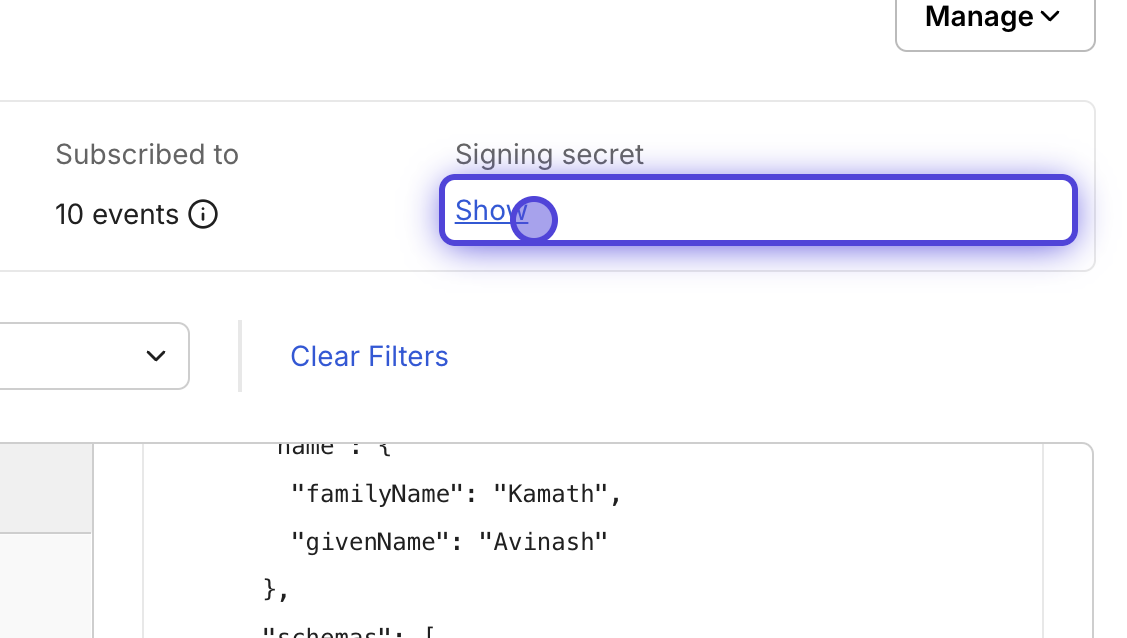 Manage
Subscribed to
Signing secret
10 events
Show
Clear Filters
"name": {
"familyName": "Kamath",
"givenName": "Avinash"
},
"schemas": [